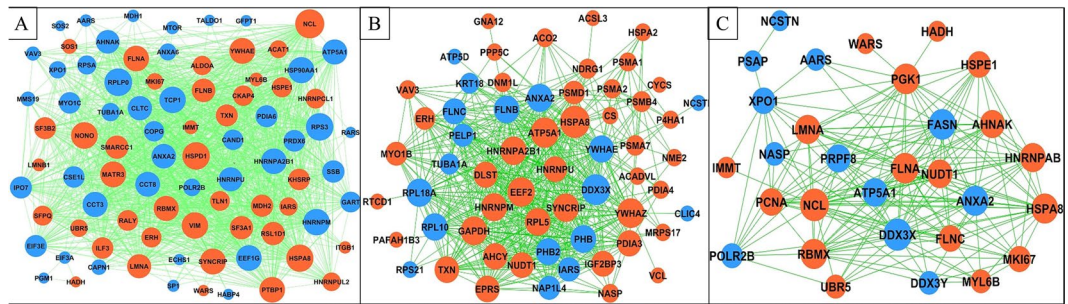 A
SOS2
AARS
MDH1
MTOR
TALDO1
GFPT1
NCL
VAV3
SOS1
AHNAK
FLNA
ANXA6
YWHAE
ACAT1
ATP5A1
XPO1
RPSA
RPLP0
MKI67
ALDOA
FLNB
MYL6B
HSPE1
HSP90AA1
MMS19
MYO1C
TUBA1A
CLTC
TCP1
CKAP4
PDIA6
HNRNPCL1
SF3B2
NONO
COPG
IMMT
TXN
CAND1
PRDX6
RPS3
RARS
SMARCC1
ANXA2
HSPD1
HNRNPA2B1
LMNB1
CSE1L
MATR3
CCT8
POLR2B
HNRNPU
KHSRP
SSB
IPO7
CCT3
RBMX
TLN1
MDH2
IARS
GART
SFPQ
UBR5
RALY
VIM
SF3A1
RSL1D1
HNRNPM
EIF3E
ILF3
ERH
ITGB1
EIF3A
LMNA
ECHS1
SYNCRIP
EEF1G
HSPA8
PGM1
HADH
CAPN1
SP1
WARS
HABP4
PTBP1
HNRNPUL2
B
GNA12
ACSL3
ATP5D
PPP5C
ACO2
HSPA2
KRT18
DNM1L
NDRG1
PSMA1
VAV3
FLNC
FLNB
ANXA2
PSMD1
PSMA2
CYCS
PSMB4
NCSTI
ERH
PELP1
ATP5A1
HSPA8
CS
P4HA1
MYO1B
TUBA1A
HNRNPA2B1
YWHAE
PSMA7
NME2
DLST
HNRNPU
ACADVL
RTCD1
RPL18A
EEF2
DDX3X
PDIA4
HNRNPM
SYNCRIP
YWHAZ
CLIC4
RPL10
GAPDH
RPL5
PHB
MRPS17
PAFAH1B3
PHB2
PDIA3
RPS21
TXN
AHCY
NUDT1
IARS
IGF2BP3
VCL
EPRS
NAP1L4
NASP
C
NCSTN
WARS
HADH
PSAP
AARS
PGK1
HSPE1
XPO1
LMNA
FASN
AHNAK
IMMT
NASP
PRPF8
FLNA
NUDT1
HNRNPAB
PCNA
NCL
ATP5A1
ANXA2
HSPA8
POLR2B
RBMX
DDX3X
FLNC
MKI67
UBR5
DDX3Y
MYL6B